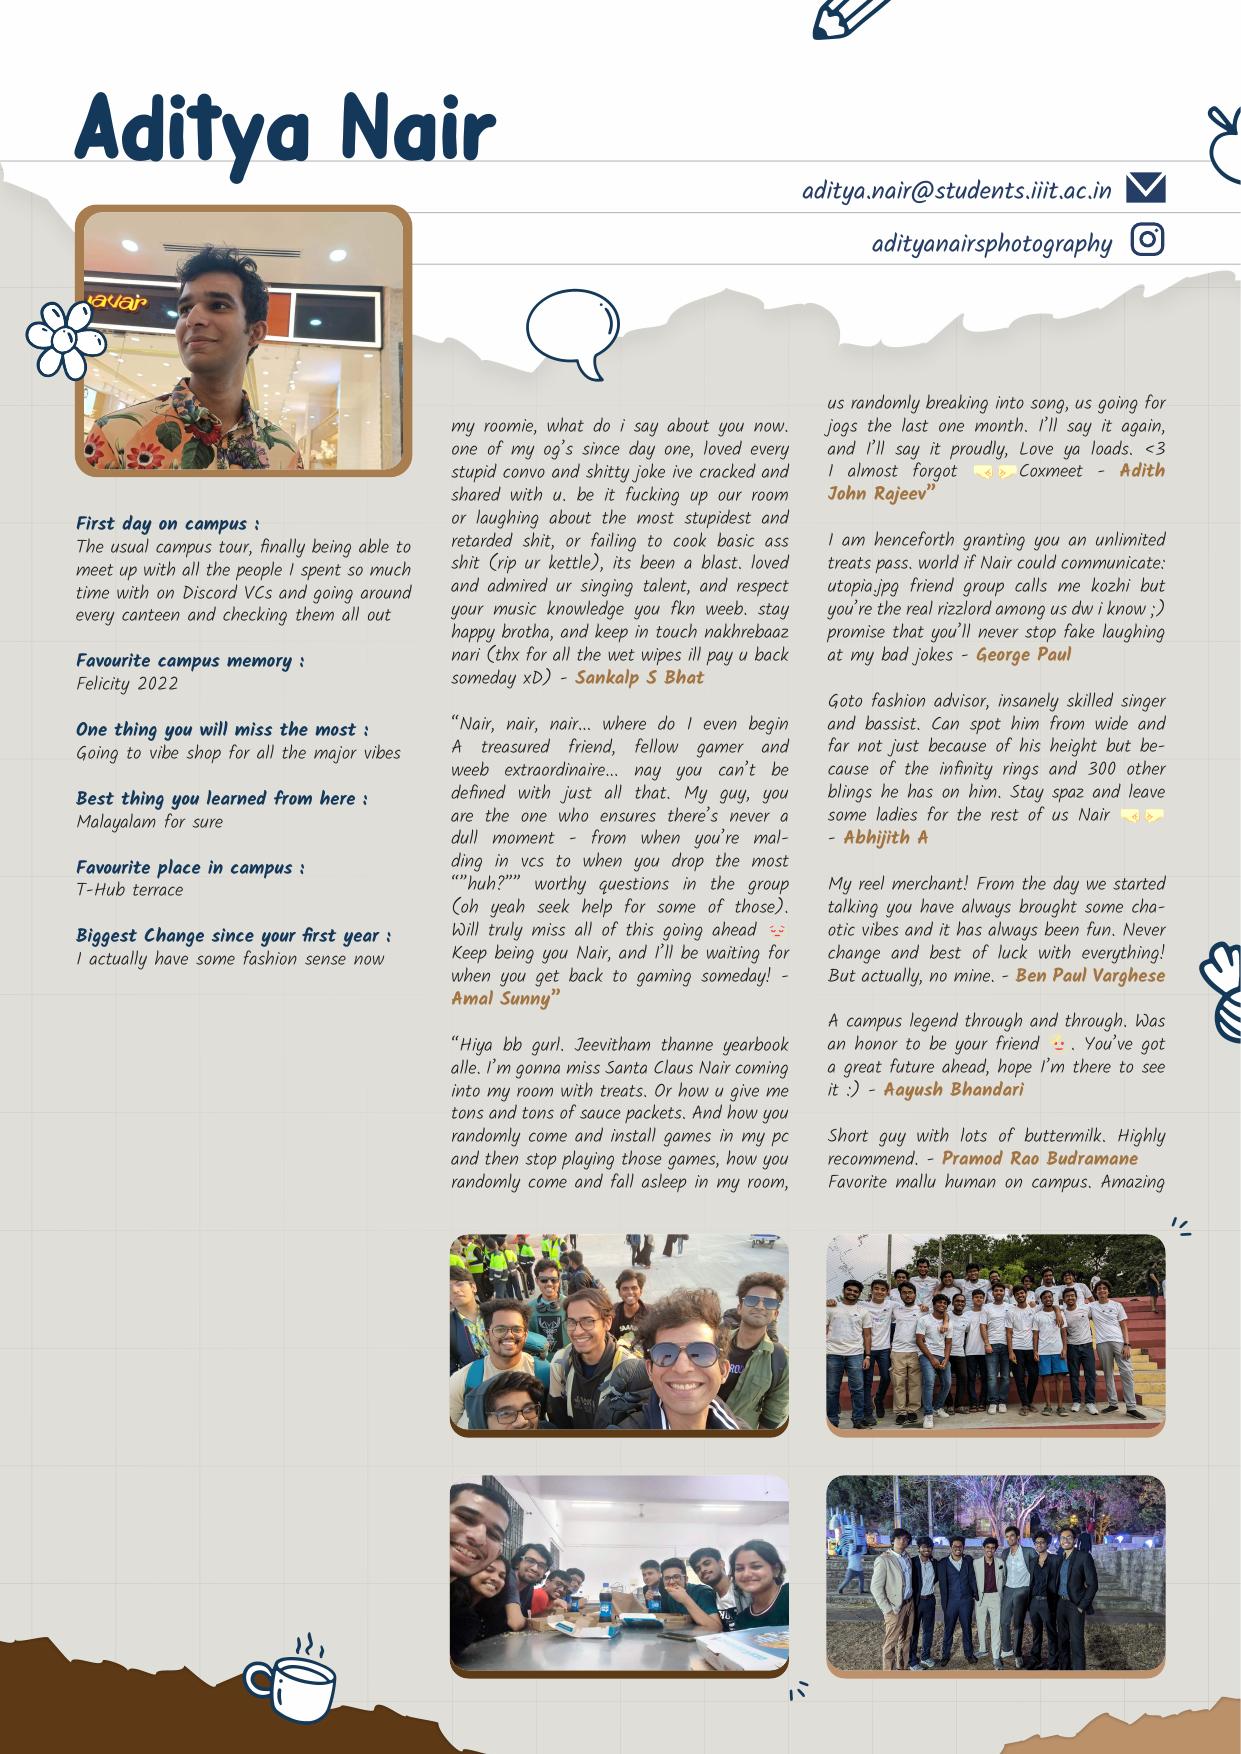 Aditya Nair
aditya.nair@students.iiit.ac.in
adityanairsphotography
First day on campus :
The usual campus tour, finally being able to
meet up with all the people I spent so much
time with on Discord VCs and going around
every canteen and checking them all out
Favourite campus memory :
Felicity 2022
One thing you will miss the most :
Going to vibe shop for all the major vibes
Best thing you learned from here :
Malayalam for sure
Favourite place in campus :
T-Hub terrace
Biggest Change since your first year :
I actually have some fashion sense now
my roomie, what do i say about you now.
one of my og's since day one, loved every
stupid convo and shitty joke ive cracked and
shared with u. be it fucking up our room
or laughing about the most stupidest and
retarded shit, or failing to cook basic ass
shit (rip ur kettle), its been a blast. loved
and admired ur singing talent, and respect
your music knowledge you fkn weeb. stay
happy brotha, and keep in touch nakhrebaaz
nari (thx for all the wet wipes ill pay u back
someday xD) - Sankalp S Bhat
“Nair, nair, nair... where do I even begin
A treasured friend, fellow gamer and
weeb extraordinaire... nay you can't be
defined with just all that. My guy, you
are the one who ensures there's never a
dull moment - from when you're mal-
ding in vcs to when you drop the most
“”huh?”” worthy questions in the group
(oh yeah seek help for some of those).
Will truly miss all of this going ahead 😔
Keep being you Nair, and I'll be waiting for
when you get back to gaming someday! -
Amal Sunny”
“Hiya bb gurl. Jeevitham thanne yearbook
alle. I'm gonna miss Santa Claus Nair coming
into my room with treats. Or how u give me
tons and tons of sauce packets. And how you
randomly come and install games in my pc
and then stop playing those games, how you
randomly come and fall asleep in my room,
us randomly breaking into song, us going for
jogs the last one month. I'll say it again,
and I'll say it proudly, Love ya loads. <3
I almost forgot 🤜🤛Coxmeet - Adith
John Rajeev”
I am henceforth granting you an unlimited
treats pass. world if Nair could communicate:
utopia.jpg friend group calls me kozhi but
you're the real rizzlord among us dw i know ;)
promise that you'll never stop fake laughing
at my bad jokes - George Paul
Goto fashion advisor, insanely skilled singer
and bassist. Can spot him from wide and
far not just because of his height but be-
cause of the infinity rings and 300 other
blings he has on him. Stay spaz and leave
some ladies for the rest of us Nair 🤜🤛
- Abhijith A
My reel merchant! From the day we started
talking you have always brought some cha-
otic vibes and it has always been fun. Never
change and best of luck with everything!
But actually, no mine. - Ben Paul Varghese
A campus legend through and through. Was
an honor to be your friend . You've got
a great future ahead, hope I'm there to see
it :) - Aayush Bhandari
Short guy with lots of buttermilk. Highly
recommend. - Pramod Rao Budramane
Favorite mallu human on campus. Amazing